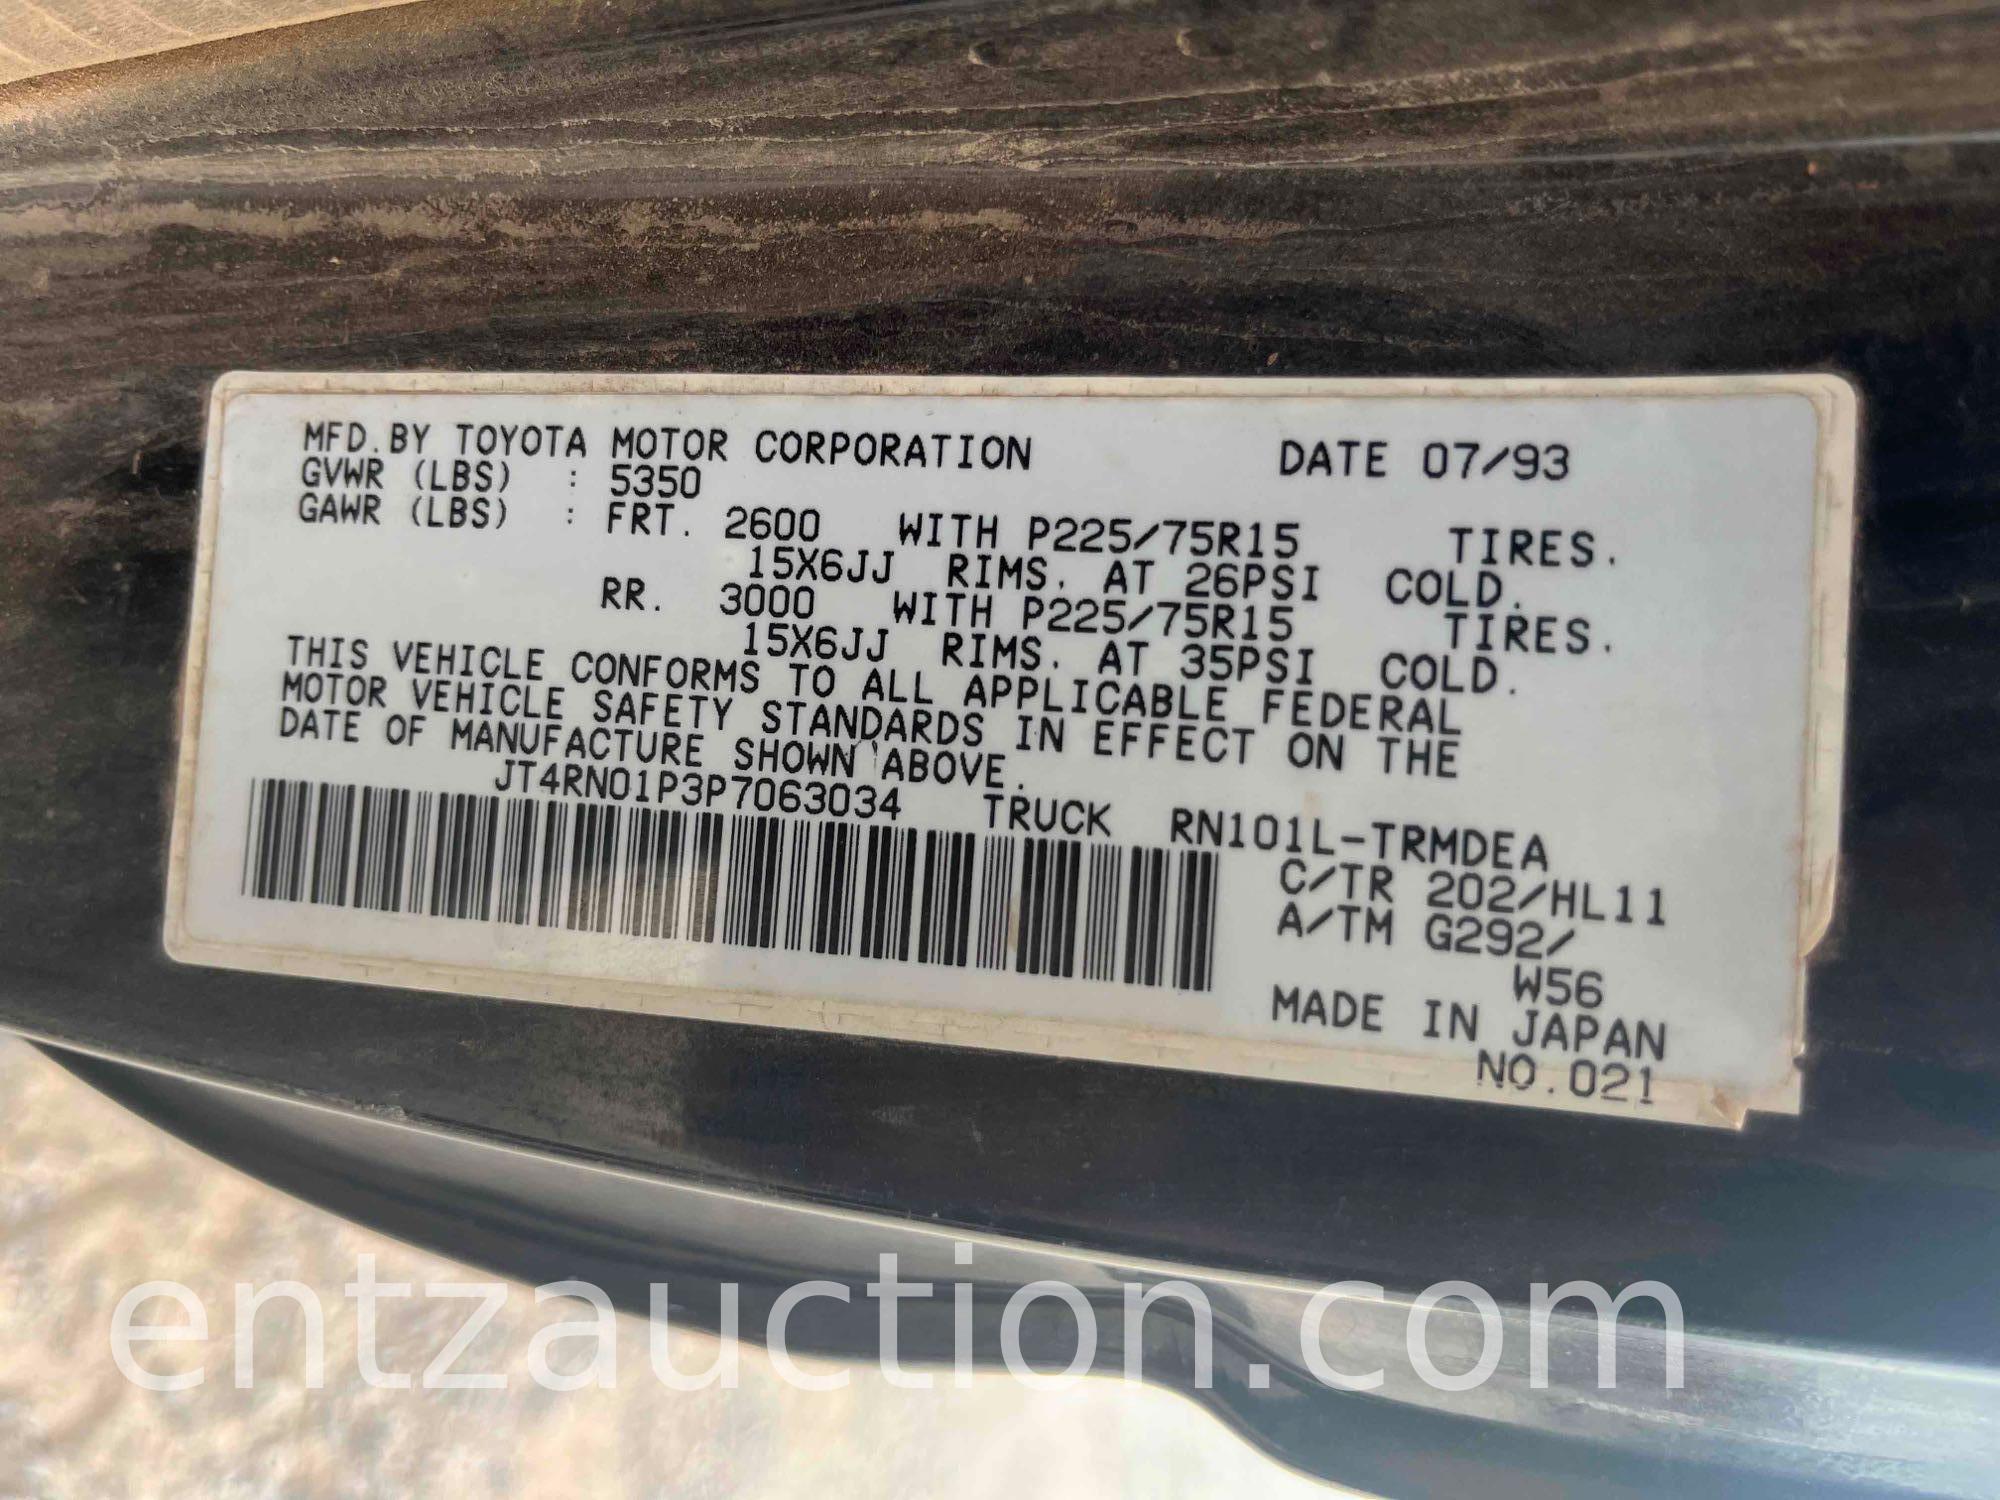 MFD.BY TOYOTA MOTOR CORPORATION DATE 07/93
GVWR (LBS) : 5350
GAWR (LBS) : FRT. 2600 WITH P225/75R15 TIRES.
15X6JJ RIMS. AT 26PSI COLD.
RR. 3000 WITH P225/75R15 TIRES.
15X6JJ RIMS. AT 35PSI COLD.
THIS VEHICLE CONFORMS TO ALL APPLICABLE FEDERAL
MOTOR VEHICLE SAFETY STANDARDS IN EFFECT ON THE
DATE OF MANUFACTURE SHOWN ABOVE.
JT4RN01P3P7063034 TRUCK RN101L-TRMDEA
C/TR 202/HL11
A/TM G292/
W56
MADE IN JAPAN
NO.021
entzauction.com